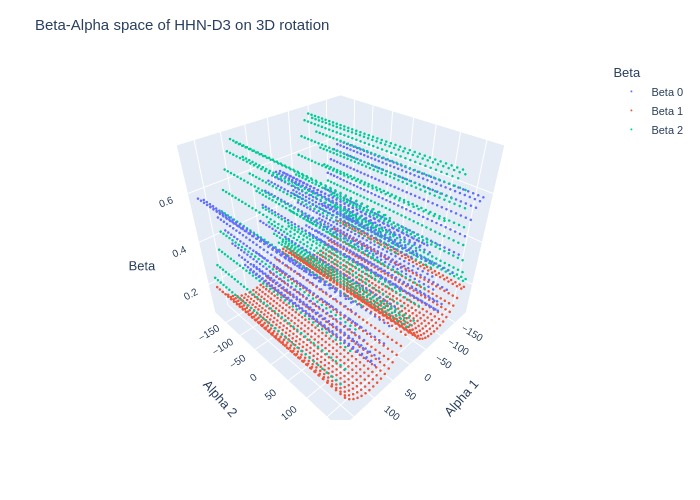 Beta-Alpha space of HHN-D3 on 3D rotation
Beta
Beta 0
Beta 1
Beta 2
0.6
0.4
0.2
Beta
−150
−100
−50
0
50
100
Alpha 2
−150
−100
−50
0
50
100
Alpha 1